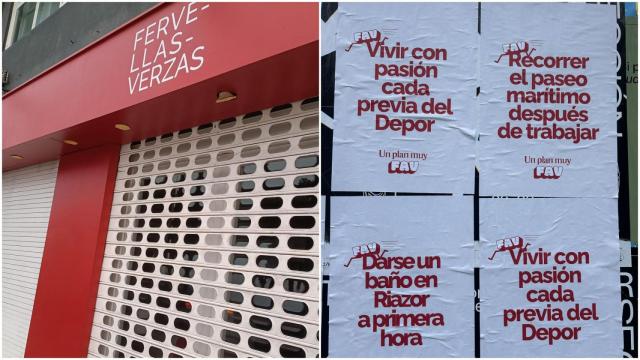 FERVE-
LLAS-
VERZAS
FAV
Vivir con
pasión
cada
previa del
Depor
Un plan muy
FAV
FAV
Recorrer
el paseo
marítimo
después
de trabajar
Un plan muy
FAV
FAV
Darse un
baño en
Riazor
a primera
hora
FAV
Vivir con
pasión
cada
previa del
Depor